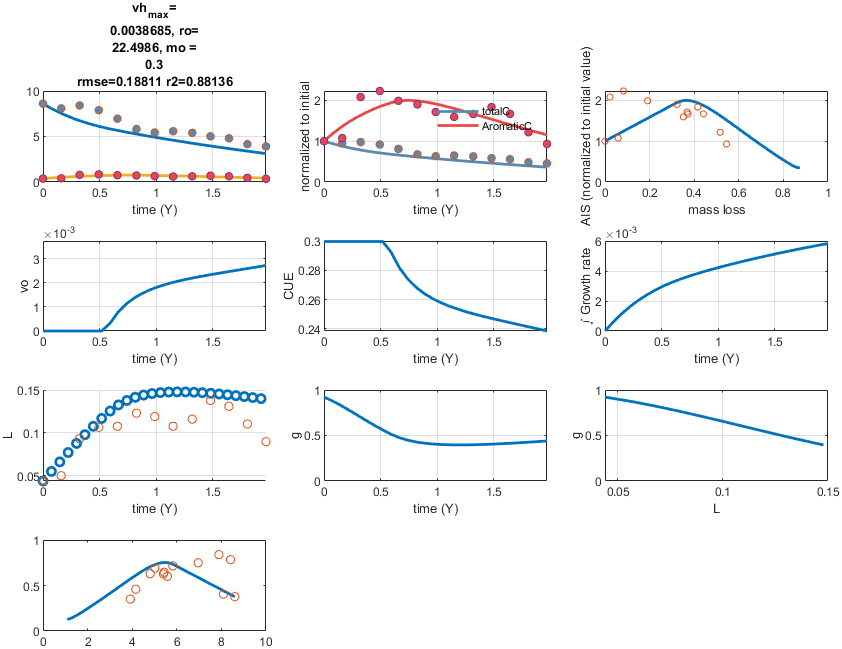 vh_max=
0.0038685, ro=
22.4986, mo =
0.3
rmse=0.18811 r2=0.88136
10
5
0
0 0.5 1 1.5
time (Y)
normalized to initial
2
1
0
totalC
AromaticC
0 0.5 1 1.5
time (Y)
AIS (normalized to initial value)
2
1.5
1
0.5
0
0 0.2 0.4 0.6 0.8 1
mass loss
×10^-3
vo
3
2
1
0
0 0.5 1 1.5
time (Y)
CUE
0.3
0.28
0.26
0.24
0 0.5 1 1.5
time (Y)
×10^-3
∫ Growth rate
6
4
2
0
0 0.5 1 1.5
time (Y)
L
0.15
0.1
0.05
0 0.5 1 1.5
time (Y)
g
1
0.5
0
0 0.5 1 1.5
time (Y)
g
1
0.5
0
0.05 0.1 0.15
L
1
0.5
0
0 2 4 6 8 10